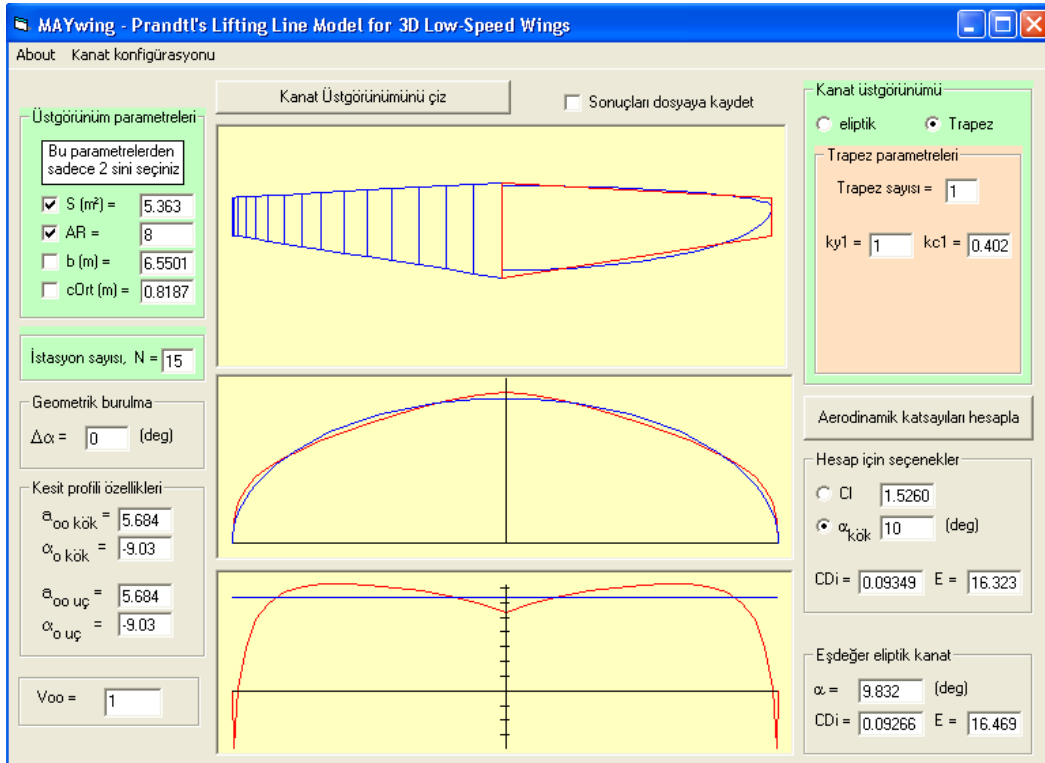 MAYwing - Prandtl's Lifting Line Model for 3D Low-Speed Wings
About Kanat konfigürasyonu
Üstgörünüm parametreleri
Bu parametrelerden
sadece 2 sini seçiniz
S (m²) = 5.363
AR = 8
b (m) = 6.5501
cOrt (m) = 0.8187
İstasyon sayısı, N = 15
Geometrik burulma
Δα = 0 (deg)
Kesit profili özellikleri
a oo kök = 5.684
α o kök = -9.03
a oo uç = 5.684
α o uç = -9.03
Voo = 1
Kanat Üstgörünümünü çiz
Sonuçları dosyaya kaydet
Kanat üstgörünümü
eliptik Trapez
Trapez parametreleri
Trapez sayısı = 1
ky1 = 1 kc1 = 0.402
Aerodinamik katsayıları hesapla
Hesap için seçenekler
Cl 1.5260
α kök 10 (deg)
CDi = 0.09349 E = 16.323
Eşdeğer eliptik kanat
α = 9.832 (deg)
CDi = 0.09266 E = 16.469